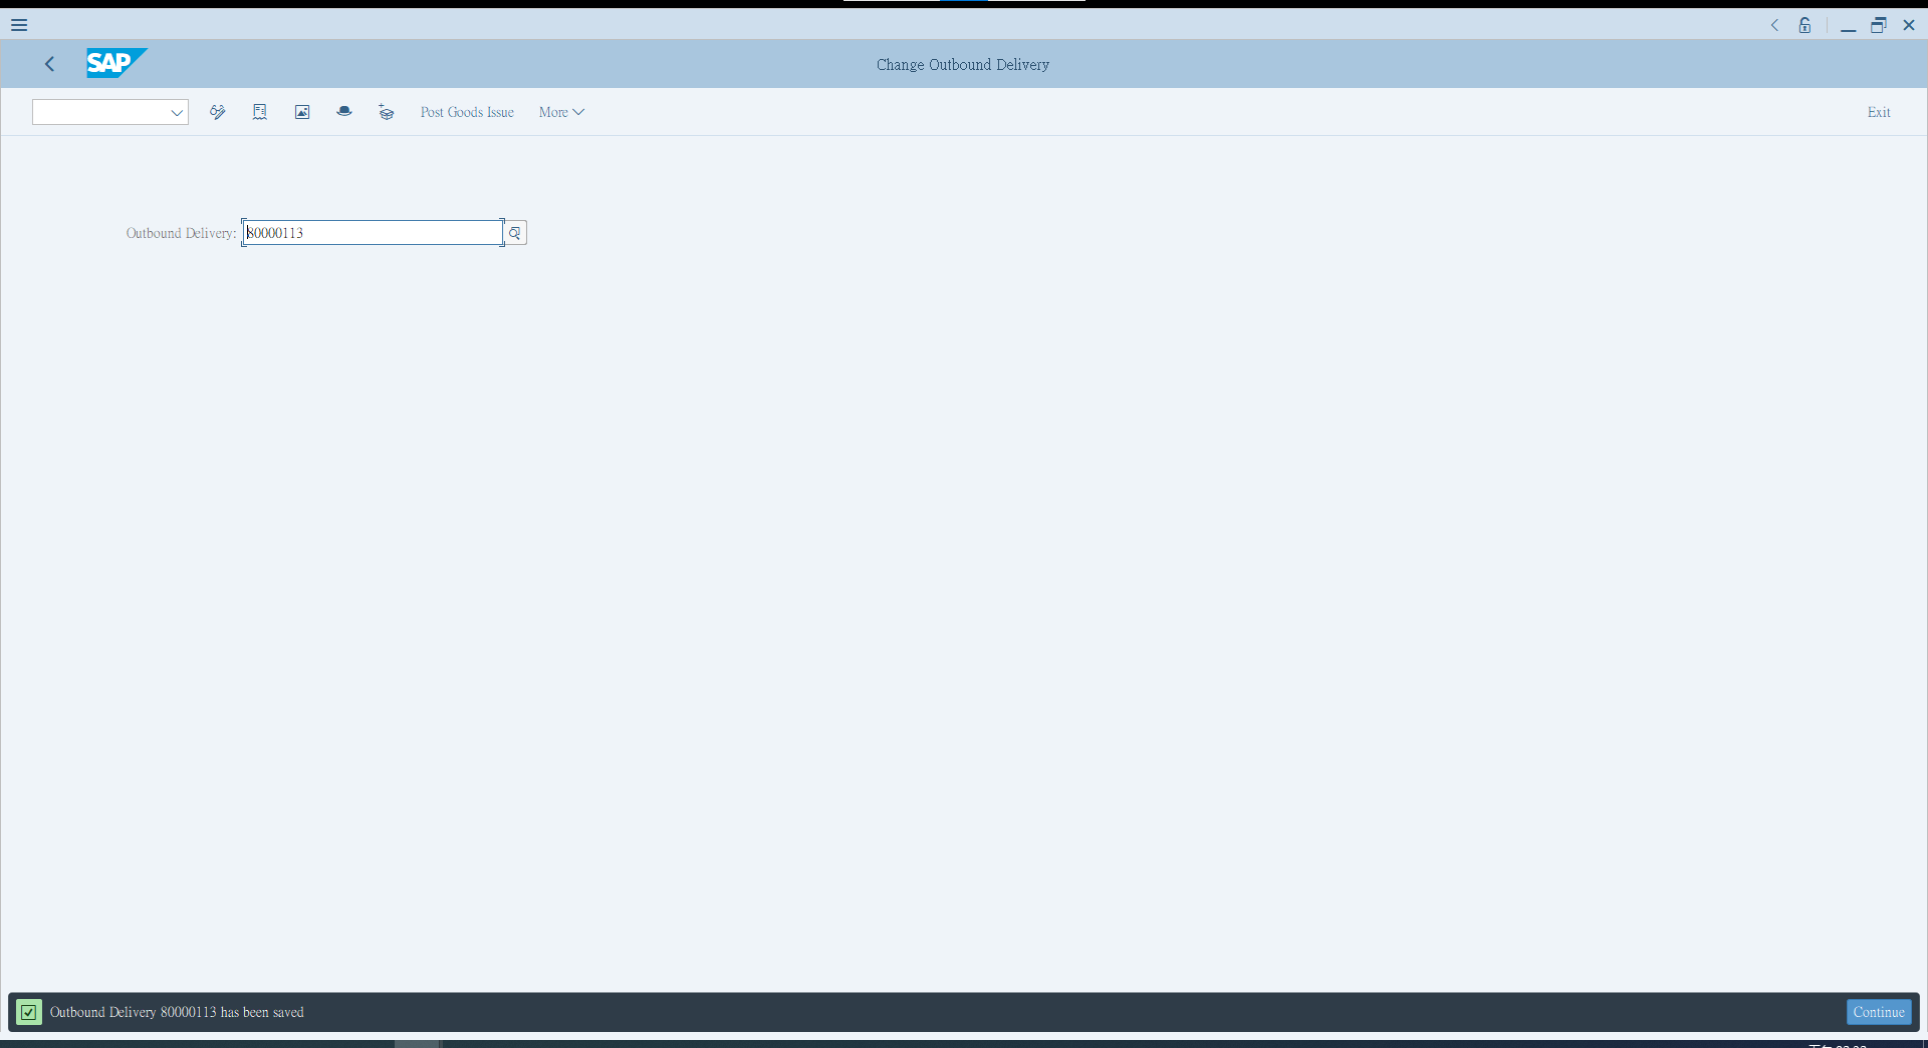 SAP
Change Outbound Delivery
Post Goods Issue More Exit
Outbound Delivery: 80000113
Outbound Delivery 80000113 has been saved
Continue